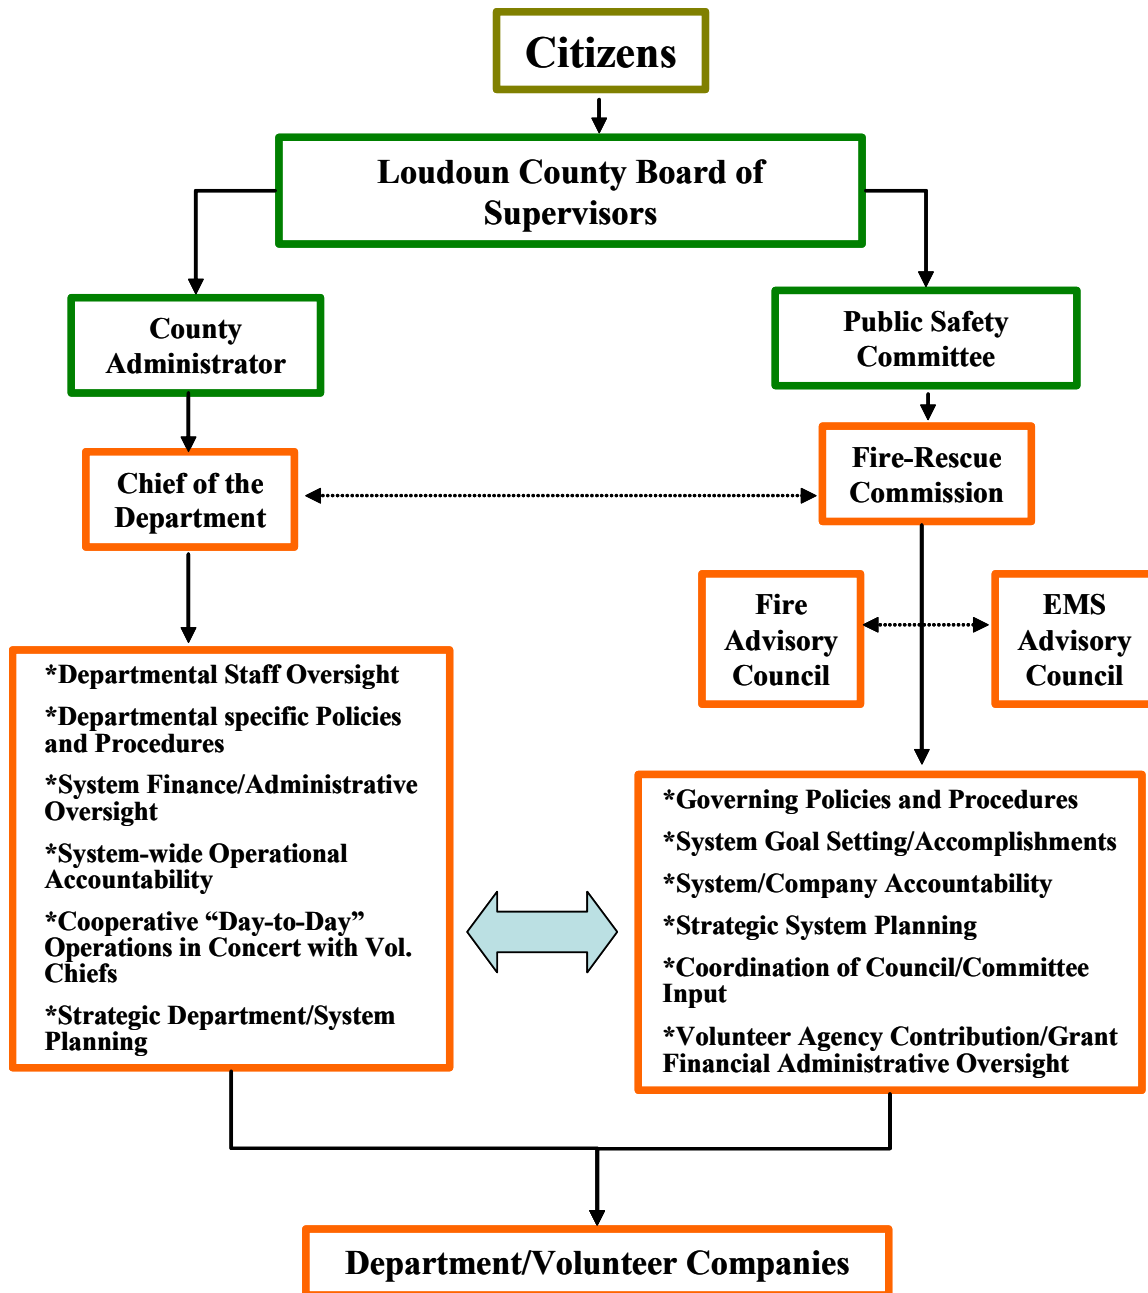 Citizens
Loudoun County Board of
Supervisors
County
Administrator
Public Safety
Committee
Chief of the
Department
Fire-Rescue
Commission
Fire
Advisory
Council
EMS
Advisory
Council
*Departmental Staff Oversight
*Departmental specific Policies
and Procedures
*System Finance/Administrative
Oversight
*System-wide Operational
Accountability
*Cooperative “Day-to-Day”
Operations in Concert with Vol.
Chiefs
*Strategic Department/System
Planning
*Governing Policies and Procedures
*System Goal Setting/Accomplishments
*System/Company Accountability
*Strategic System Planning
*Coordination of Council/Committee
Input
*Volunteer Agency Contribution/Grant
Financial Administrative Oversight
Department/Volunteer Companies